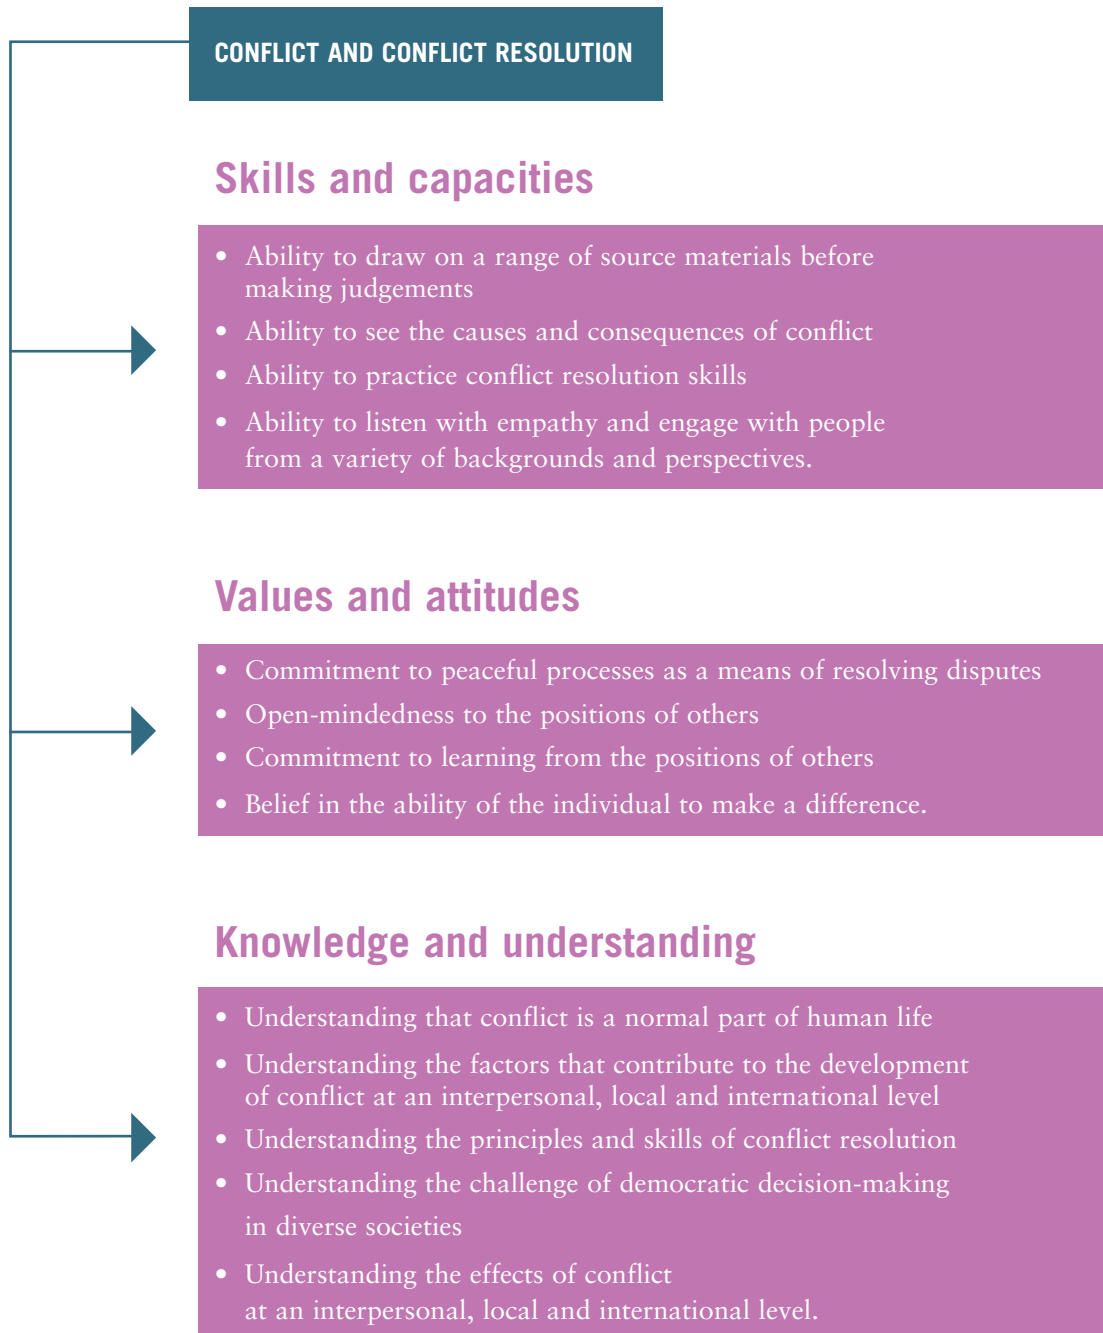 CONFLICT AND CONFLICT RESOLUTION
Skills and capacities
• Ability to draw on a range of source materials before
making judgements
• Ability to see the causes and consequences of conflict
• Ability to practice conflict resolution skills
• Ability to listen with empathy and engage with people
from a variety of backgrounds and perspectives.
Values and attitudes
• Commitment to peaceful processes as a means of resolving disputes
• Open-mindedness to the positions of others
• Commitment to learning from the positions of others
• Belief in the ability of the individual to make a difference.
Knowledge and understanding
• Understanding that conflict is a normal part of human life
• Understanding the factors that contribute to the development
of conflict at an interpersonal, local and international level
• Understanding the principles and skills of conflict resolution
• Understanding the challenge of democratic decision-making
in diverse societies
• Understanding the effects of conflict
at an interpersonal, local and international level.